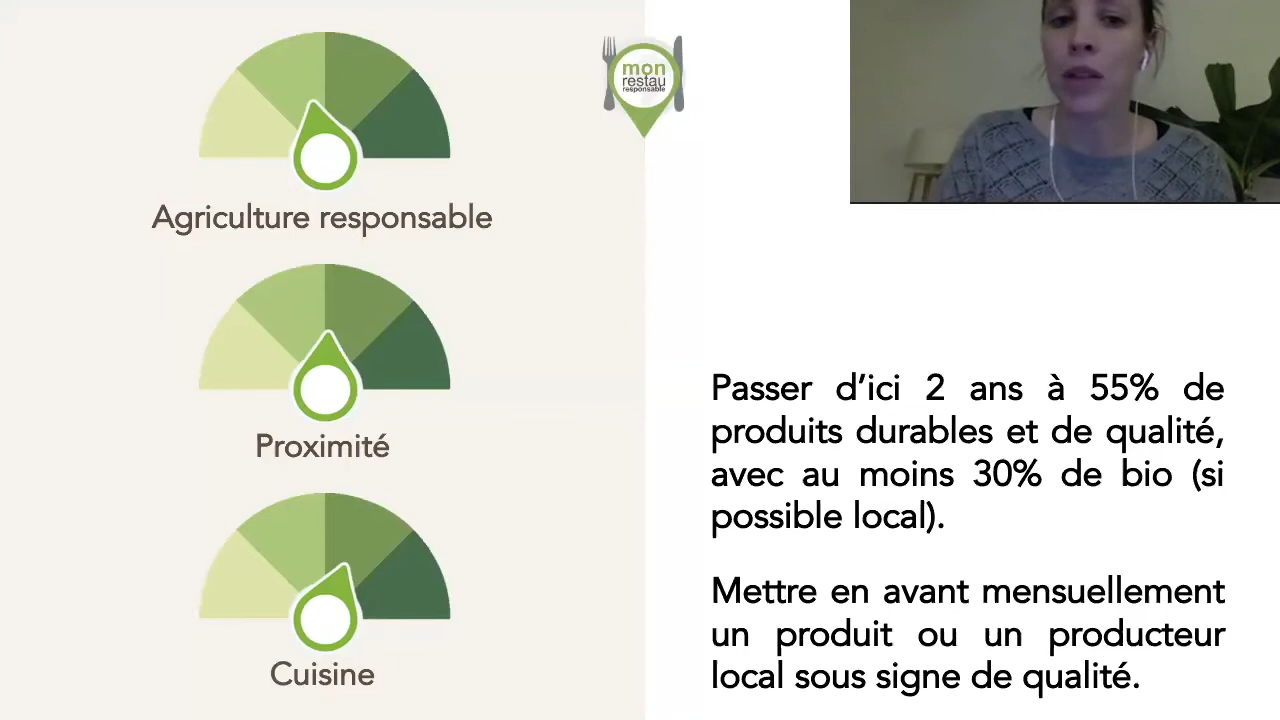 mon
restau
responsable
Agriculture responsable
Proximité
Cuisine
Passer d’ici 2 ans à 55% de
produits durables et de qualité,
avec au moins 30% de bio (si
possible local).
Mettre en avant mensuellement
un produit ou un producteur
local sous signe de qualité.